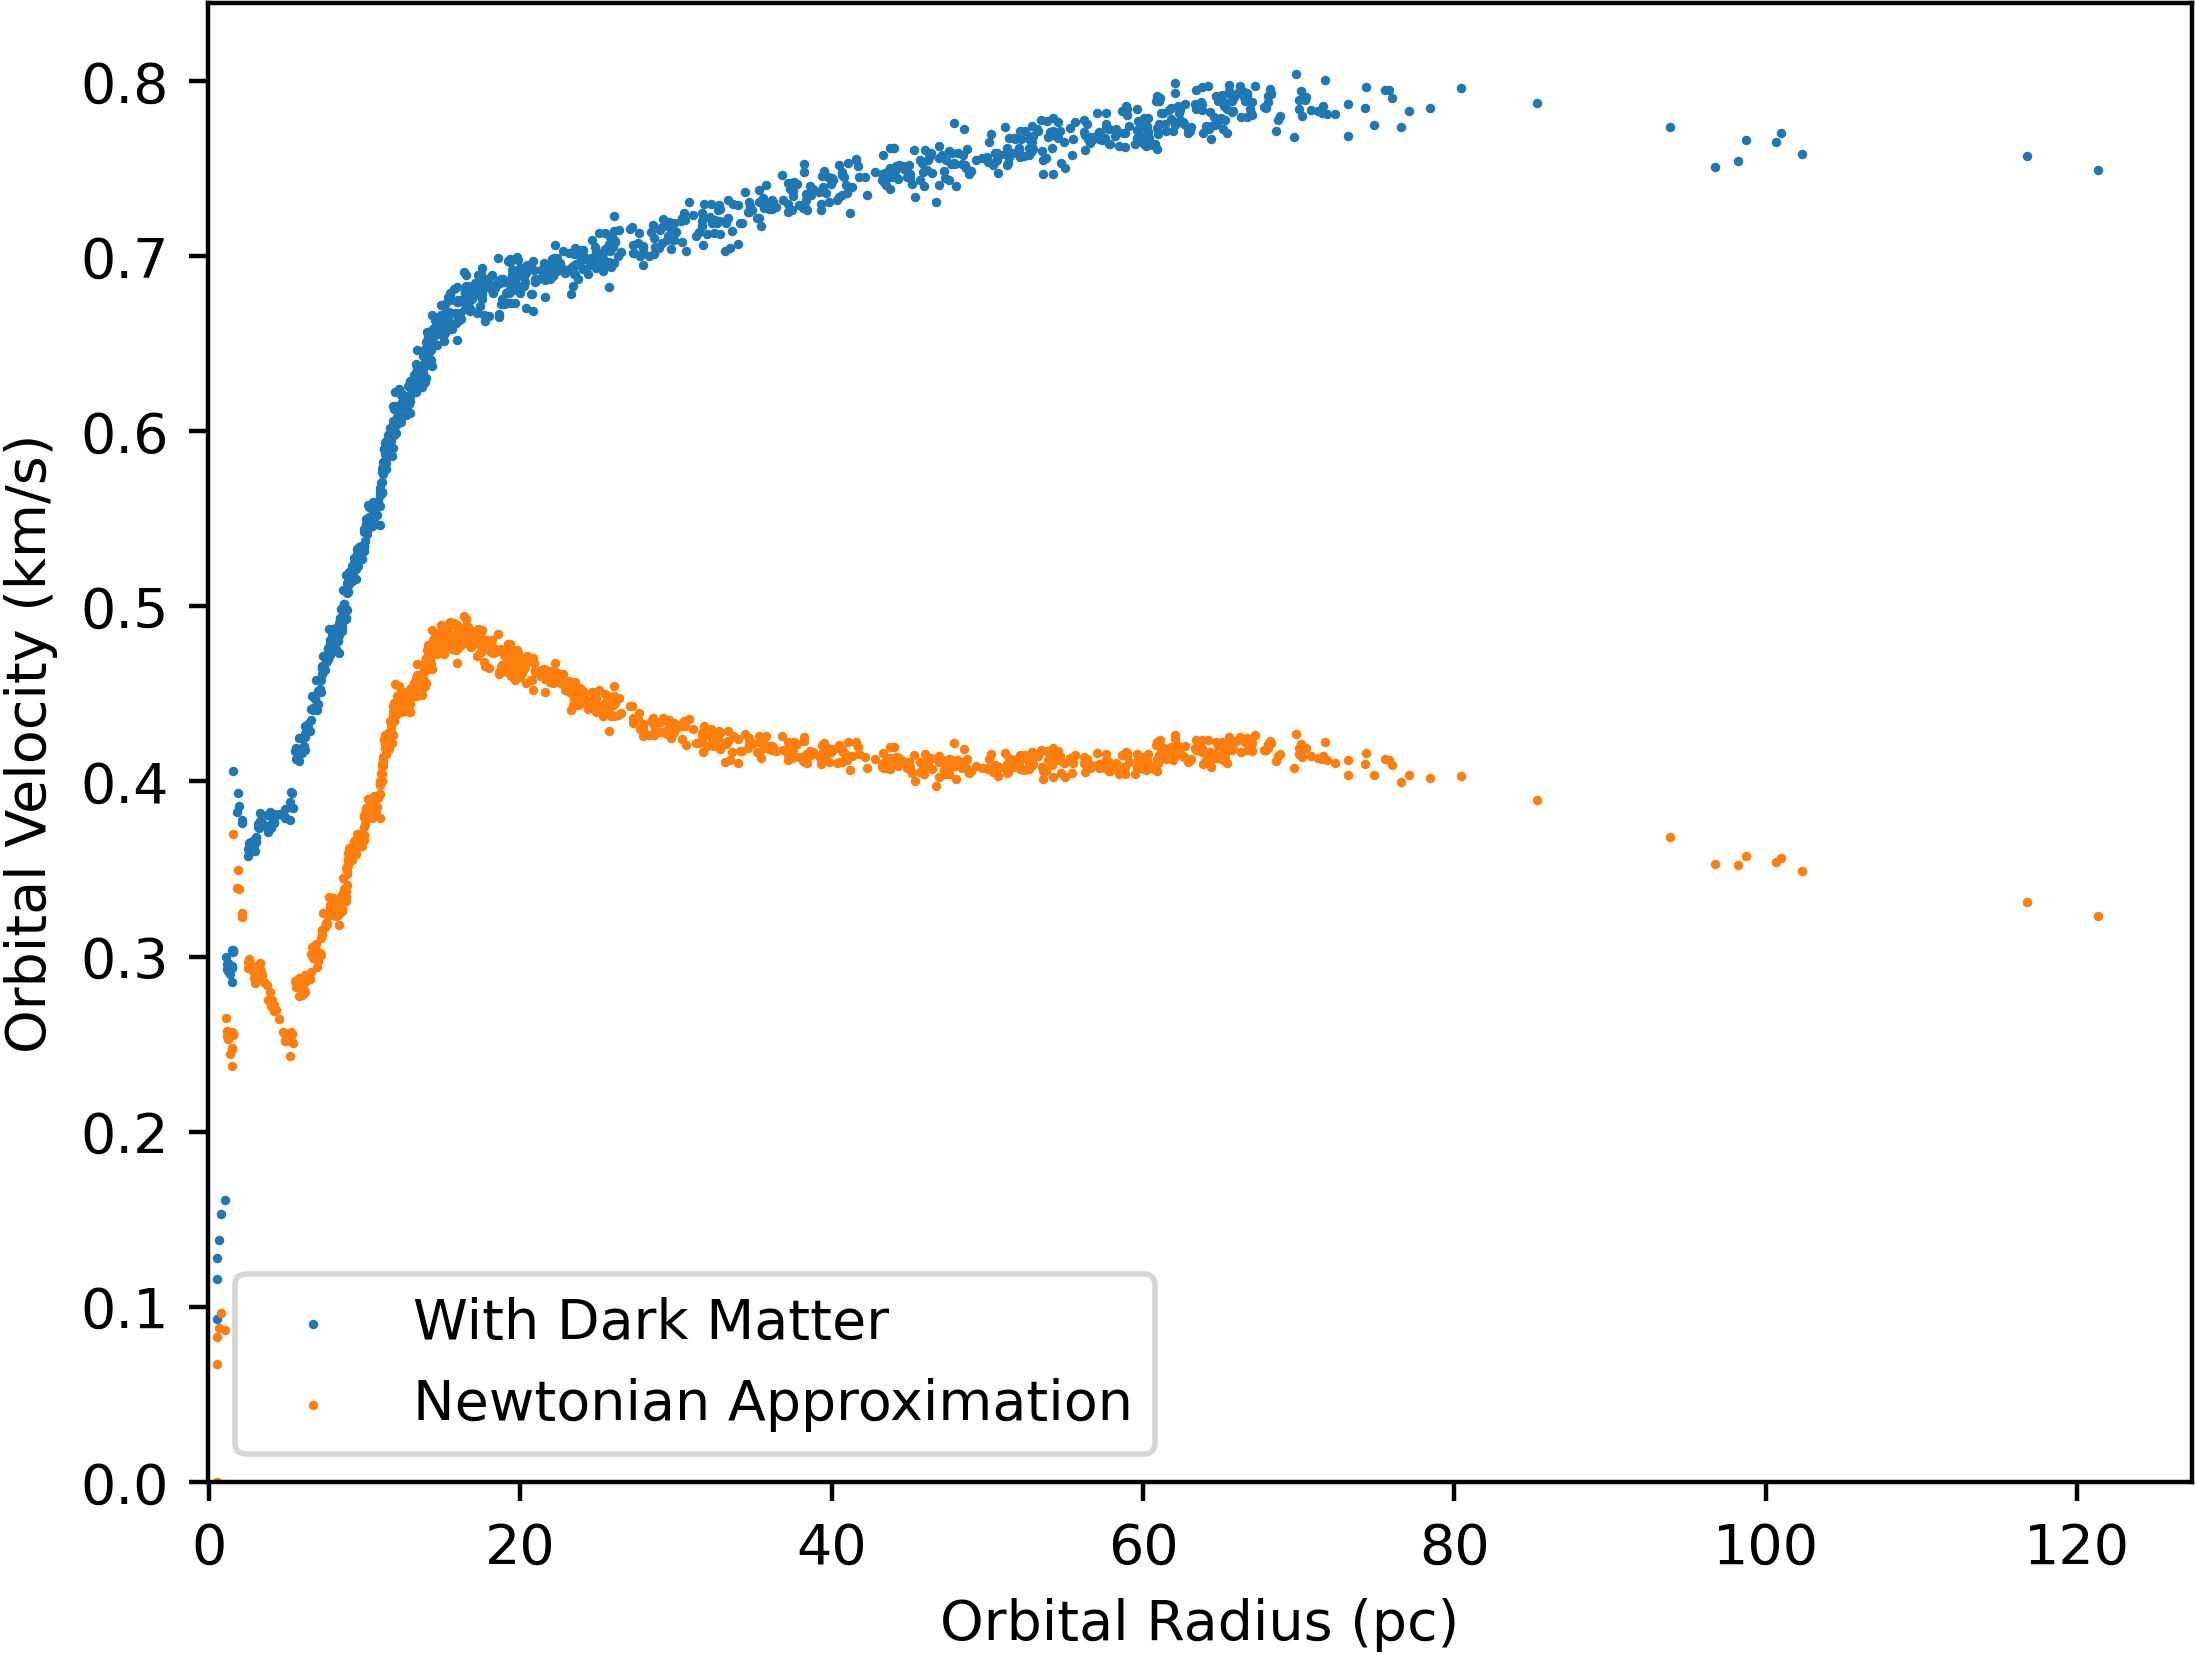 0.8
0.7
0.6
0.5
0.4
0.3
0.2
0.1
0.0
Orbital Velocity (km/s)
With Dark Matter
Newtonian Approximation
0 20 40 60 80 100 120
Orbital Radius (pc)